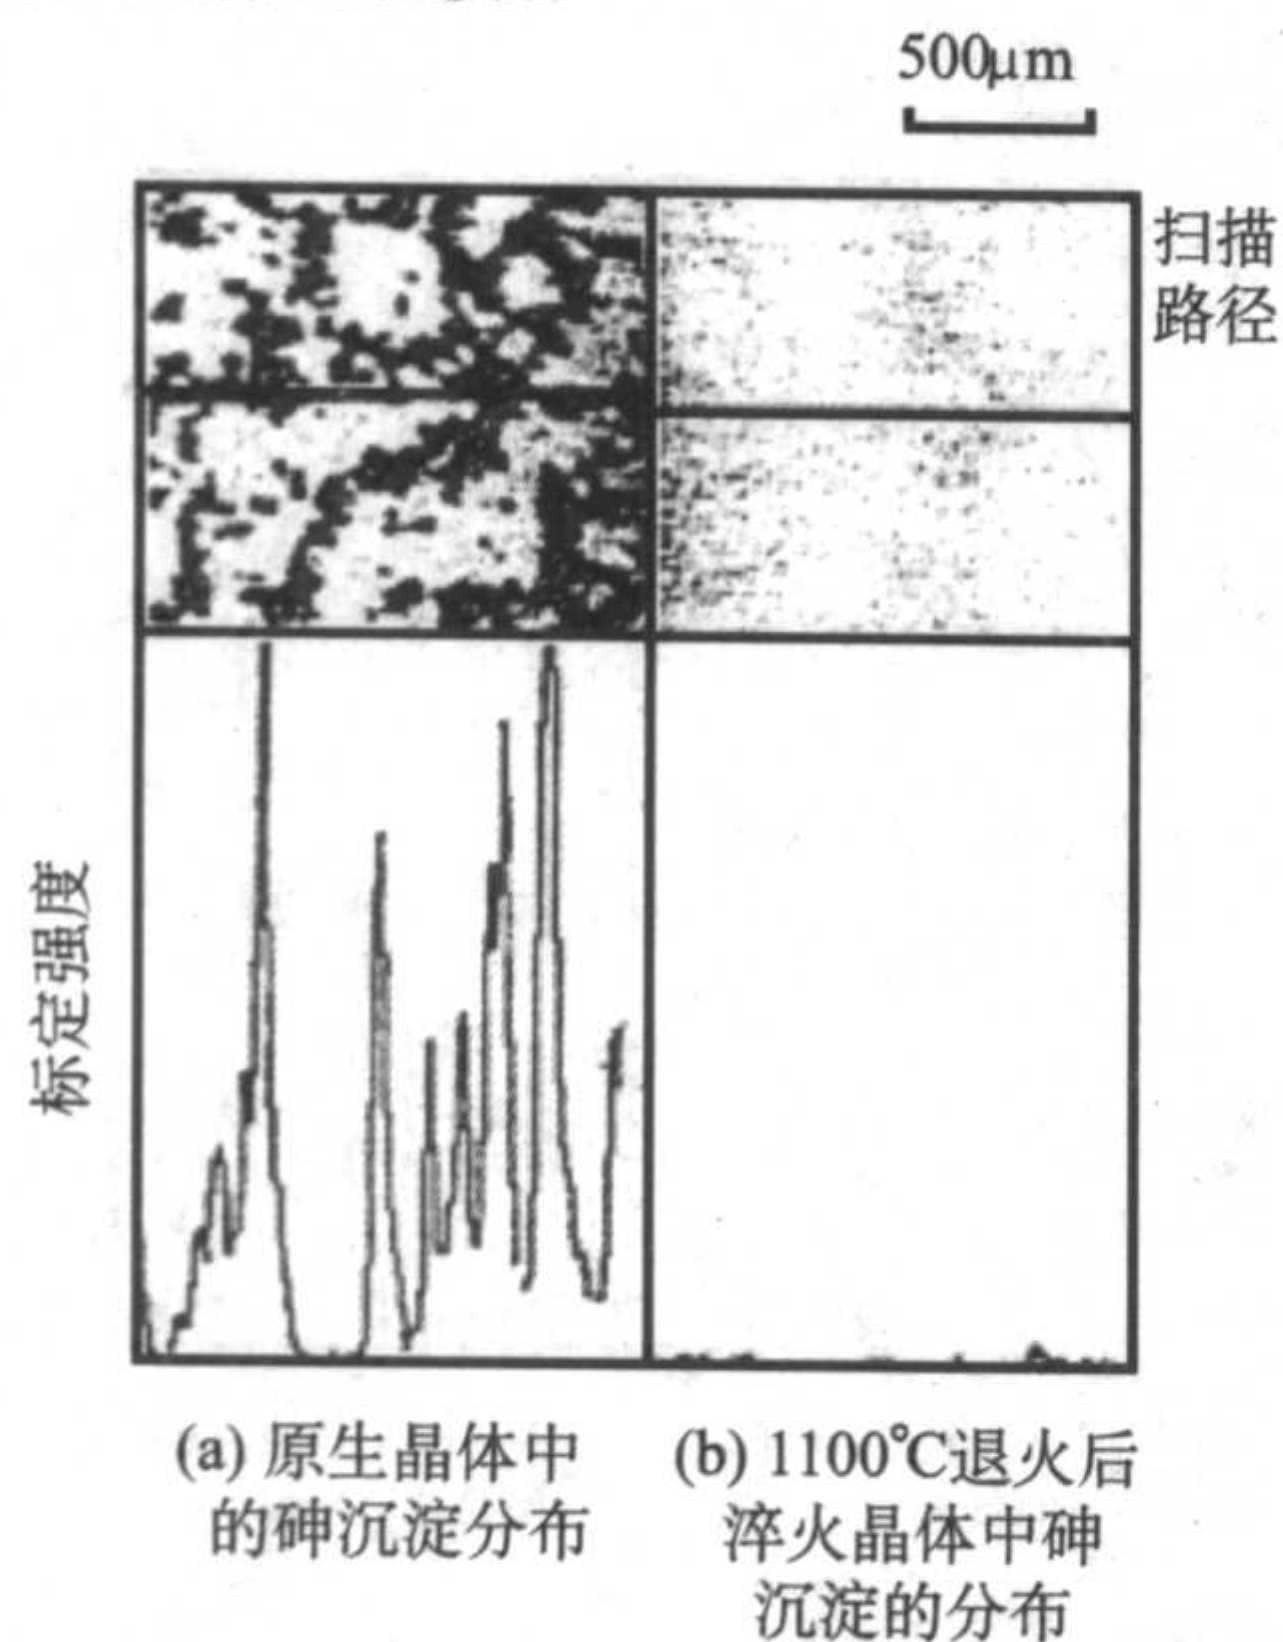 500μm
扫描
路径
标定强度
(a) 原生晶体中
的砷沉淀分布
(b) 1100℃退火后
淬火晶体中砷
沉淀的分布